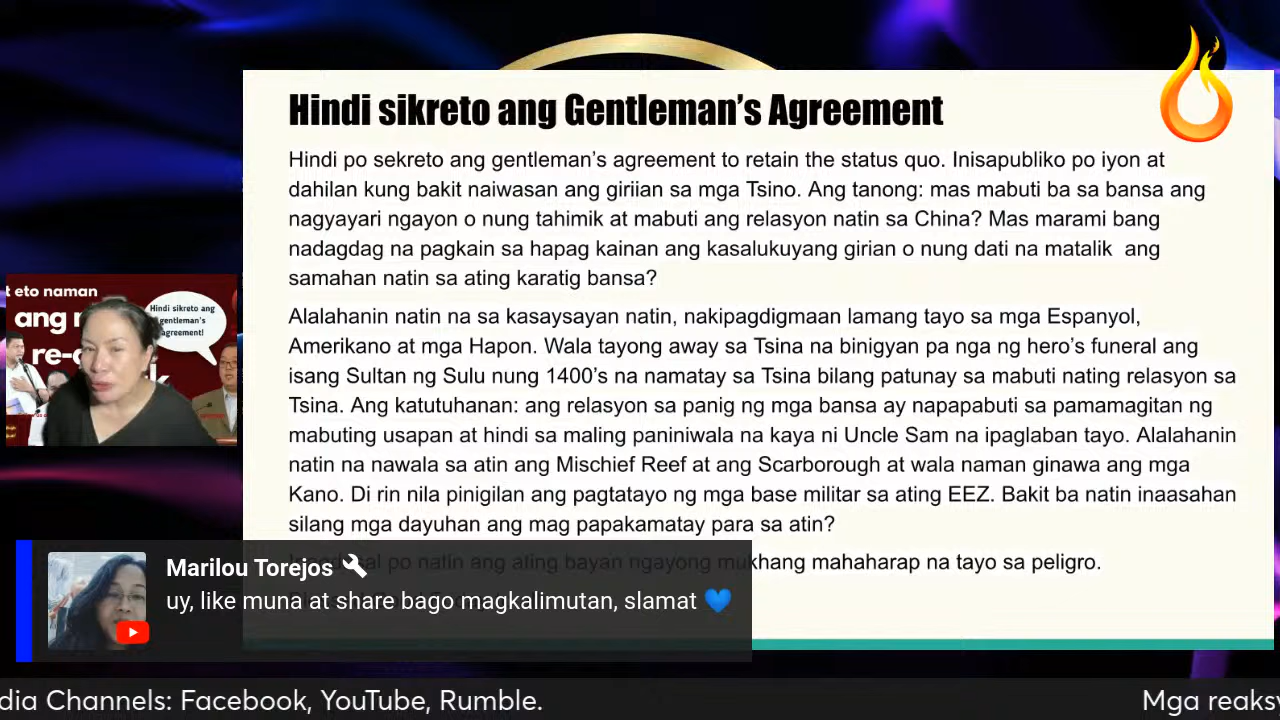 Hindi sikreto ang Gentleman's Agreement
Hindi po sekreto ang gentleman's agreement to retain the status quo. Inisapubliko po iyon at
dahilan kung bakit naiwasan ang giriian sa mga Tsino. Ang tanong: mas mabuti ba sa bansa ang
nagyayari ngayon o nung tahimik at mabuti ang relasyon natin sa China? Mas marami bang
nadagdag na pagkain sa hapag kainan ang kasalukuyang girian o nung dati na matalik ang
samahan natin sa ating karatig bansa?
Alalahanin natin na sa kasaysayan natin, nakipagdigmaan lamang tayo sa mga Espanyol,
Amerikano at mga Hapon. Wala tayong away sa Tsina na binigyan pa nga ng hero's funeral ang
isang Sultan ng Sulu nung 1400's na namatay sa Tsina bilang patunay sa mabuti nating relasyon sa
Tsina. Ang katutuhanan: ang relasyon sa panig ng mga bansa ay napapabuti sa pamamagitan ng
mabuting usapan at hindi sa maling paniniwala na kaya ni Uncle Sam na ipaglaban tayo. Alalahanin
natin na nawala sa atin ang Mischief Reef at ang Scarborough at wala naman ginawa ang mga
Kano. Di rin nila pinigilan ang pagtatayo ng mga base militar sa ating EEZ. Bakit ba natin inaasahan
silang mga dayuhan ang mag papakamatay para sa atin?
po natin ang ating bayan ngayong mukhang mahaharap na tayo sa peligro.
t eto naman
ang
re-
k
Hindi sikreto ang
gentleman's
agreement!
Marilou Torejos
uy, like muna at share bago magkalimutan, slamat 💙
dia Channels: Facebook, YouTube, Rumble.
Mga reaks